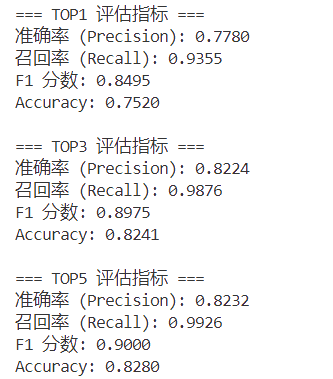 === TOP1 评估指标 ===
准确率 (Precision): 0.7780
召回率 (Recall): 0.9355
F1 分数: 0.8495
Accuracy: 0.7520
=== TOP3 评估指标 ===
准确率 (Precision): 0.8224
召回率 (Recall): 0.9876
F1 分数: 0.8975
Accuracy: 0.8241
=== TOP5 评估指标 ===
准确率 (Precision): 0.8232
召回率 (Recall): 0.9926
F1 分数: 0.9000
Accuracy: 0.8280